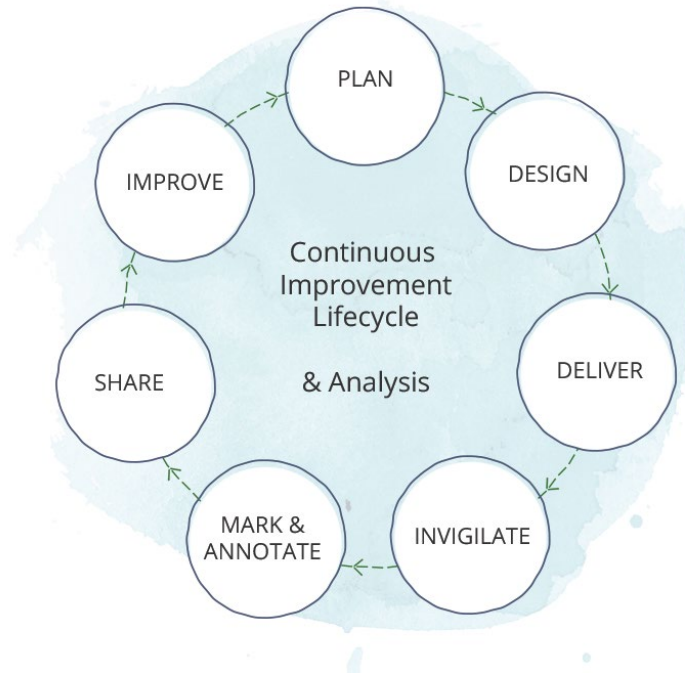 PLAN
DESIGN
DELIVER
INVIGILATE
MARK &
ANNOTATE
SHARE
IMPROVE
Continuous
Improvement
Lifecycle
& Analysis